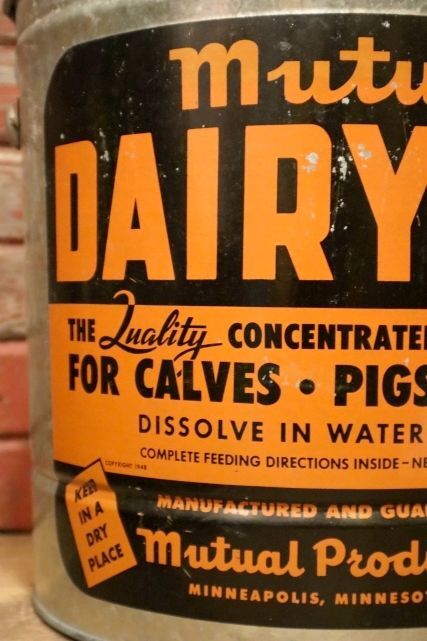 Mutu
DAIRY
THE Quality CONCENTRATE
FOR CALVES • PIGS
DISSOLVE IN WATER
COMPLETE FEEDING DIRECTIONS INSIDE – NE
COPYRIGHT 1948
KEEP
IN A
DRY
PLACE
MANUFACTURED AND GUA
Mutual Prod
MINNEAPOLIS, MINNESO